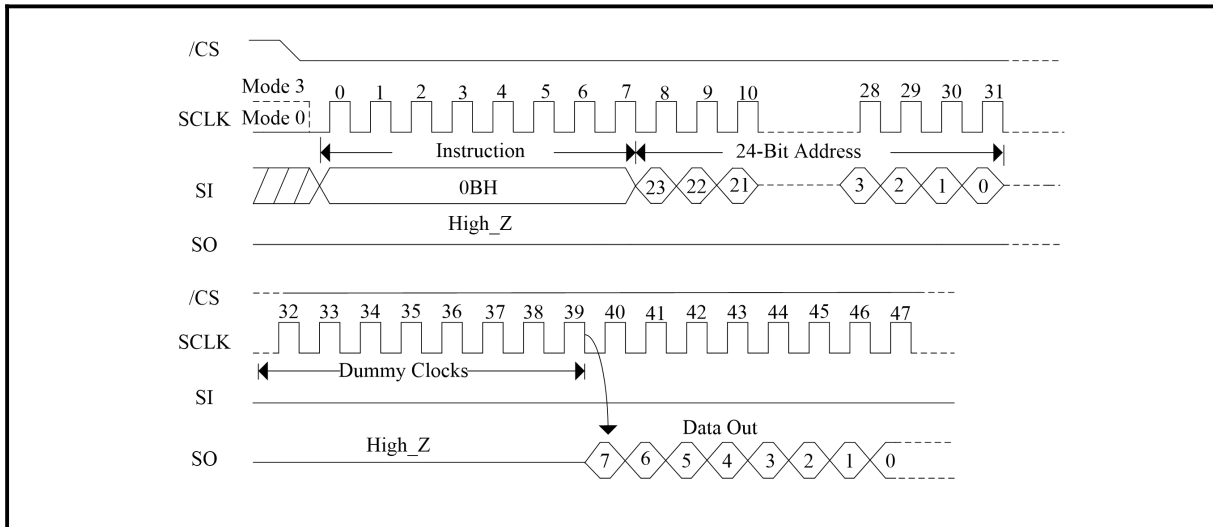 /CS
Mode 3
0 1 2 3 4 5 6 7 8 9 10 28 29 30 31
SCLK Mode 0
Instruction 24-Bit Address
SI 0BH 23 22 21 3 2 1 0
High_Z
SO
/CS
32 33 34 35 36 37 38 39 40 41 42 43 44 45 46 47
SCLK
Dummy Clocks
SI
High_Z Data Out
SO 7 6 5 4 3 2 1 0